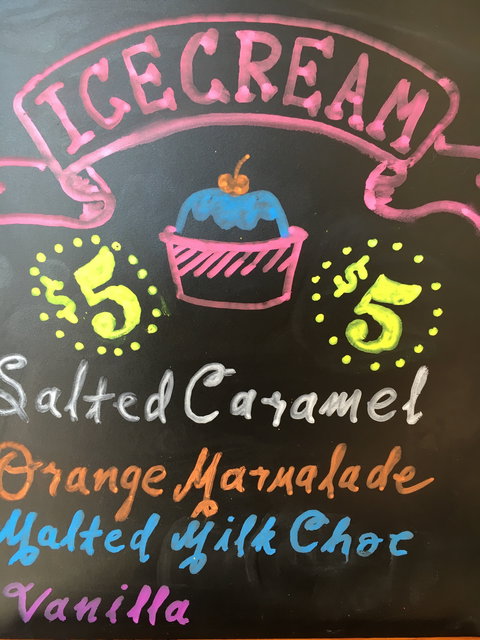 ICECREAM
$5 $5
Salted Caramel
Orange Marmalade
Malted Milk Choc
Vanilla